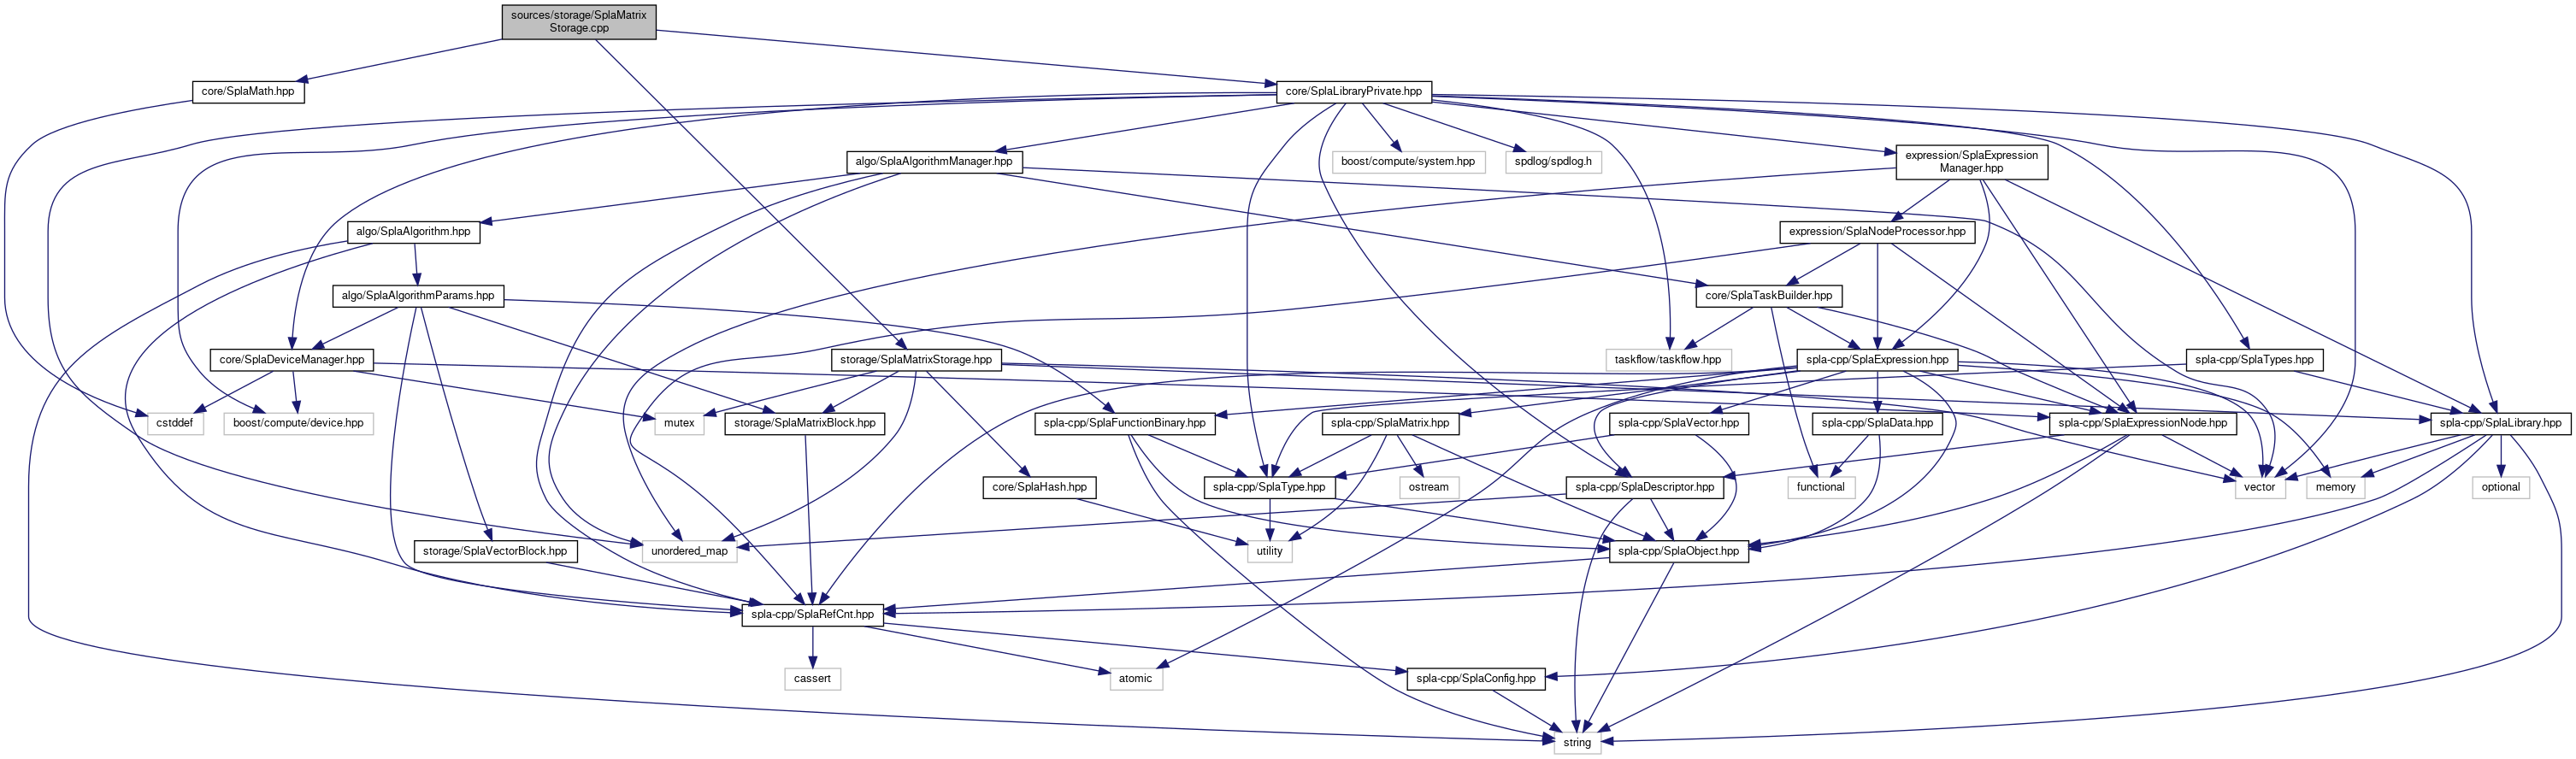 sources/storage/SplaMatrix
Storage.cpp
core/SplaMath.hpp
core/SplaLibraryPrivate.hpp
algo/SplaAlgorithmManager.hpp
boost/compute/system.hpp
spdlog/spdlog.h
expression/SplaExpression
Manager.hpp
algo/SplaAlgorithm.hpp
expression/SplaNodeProcessor.hpp
algo/SplaAlgorithmParams.hpp
core/SplaTaskBuilder.hpp
core/SplaDeviceManager.hpp
storage/SplaMatrixStorage.hpp
taskflow/taskflow.hpp
spla-cpp/SplaExpression.hpp
spla-cpp/SplaTypes.hpp
cstddef
boost/compute/device.hpp
mutex
storage/SplaMatrixBlock.hpp
spla-cpp/SplaFunctionBinary.hpp
spla-cpp/SplaMatrix.hpp
spla-cpp/SplaVector.hpp
spla-cpp/SplaData.hpp
spla-cpp/SplaExpressionNode.hpp
spla-cpp/SplaLibrary.hpp
core/SplaHash.hpp
spla-cpp/SplaType.hpp
ostream
spla-cpp/SplaDescriptor.hpp
functional
vector
memory
optional
storage/SplaVectorBlock.hpp
unordered_map
utility
spla-cpp/SplaObject.hpp
spla-cpp/SplaRefCnt.hpp
cassert
atomic
spla-cpp/SplaConfig.hpp
string